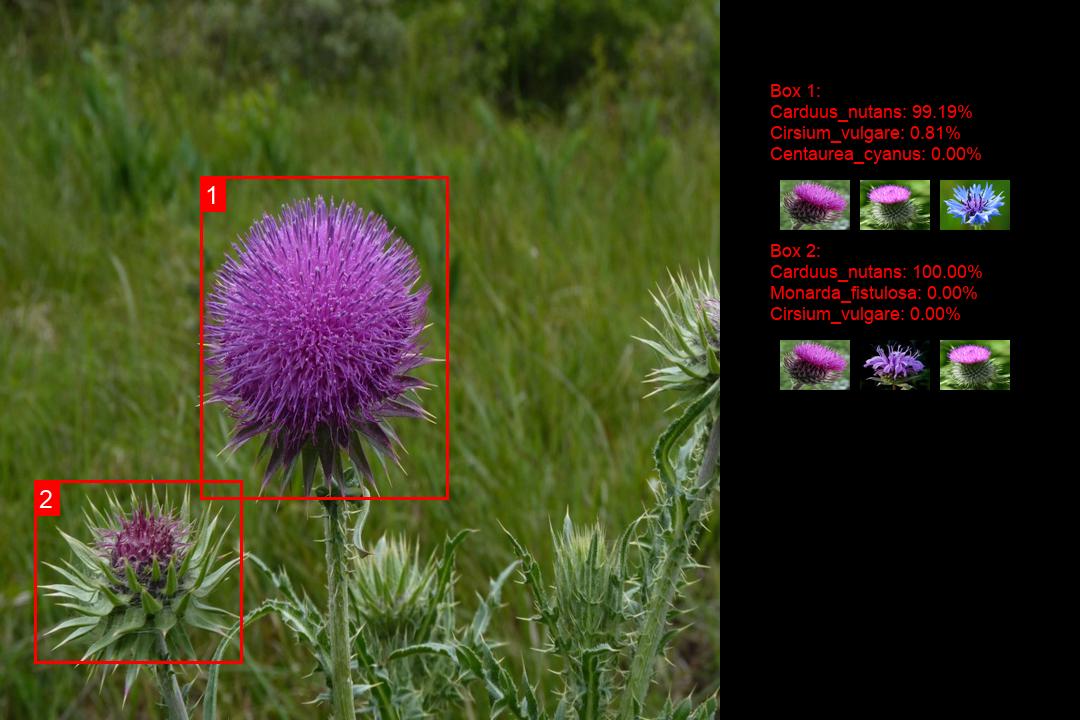 1
2
Box 1:
Carduus_nutans: 99.19%
Cirsium_vulgare: 0.81%
Centaurea_cyanus: 0.00%
Box 2:
Carduus_nutans: 100.00%
Monarda_fistulosa: 0.00%
Cirsium_vulgare: 0.00%